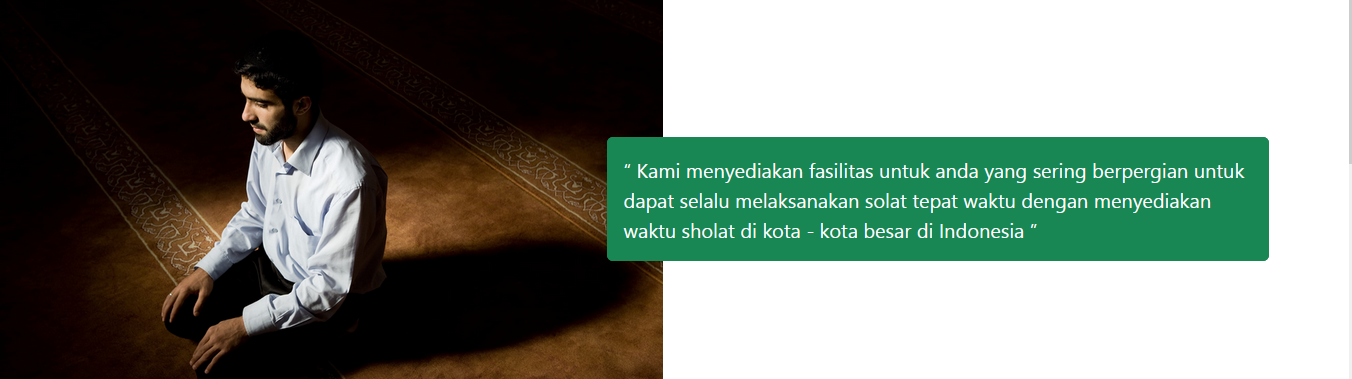 “ Kami menyediakan fasilitas untuk anda yang sering berpergian untuk
dapat selalu melaksanakan solat tepat waktu dengan menyediakan
waktu sholat di kota - kota besar di Indonesia ”